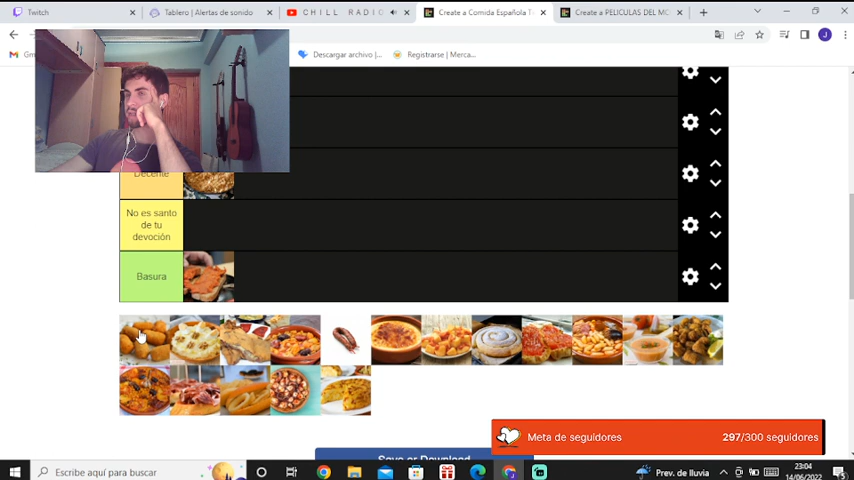 Twitch
Tablero | Alertas de sonido
C H I L L R A D I O
Create a Comida Española T
Create a PELICULAS DEL MC
J
Descargar archivo |...
Registrarse | Merca...
Decente
No es santo
de tu
devoción
Basura
Meta de seguidores
297/300 seguidores
Save or Download
Escribe aquí para buscar
Prev. de lluvia
23:04
14/06/2022